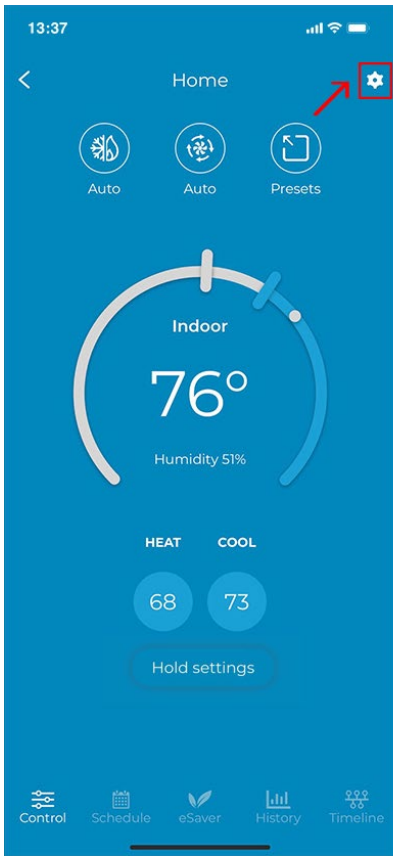 13:37
Home
Auto
Auto
Presets
Indoor
76°
Humidity 51%
HEAT COOL
68 73
Hold settings
Control Schedule eSaver History Timeline